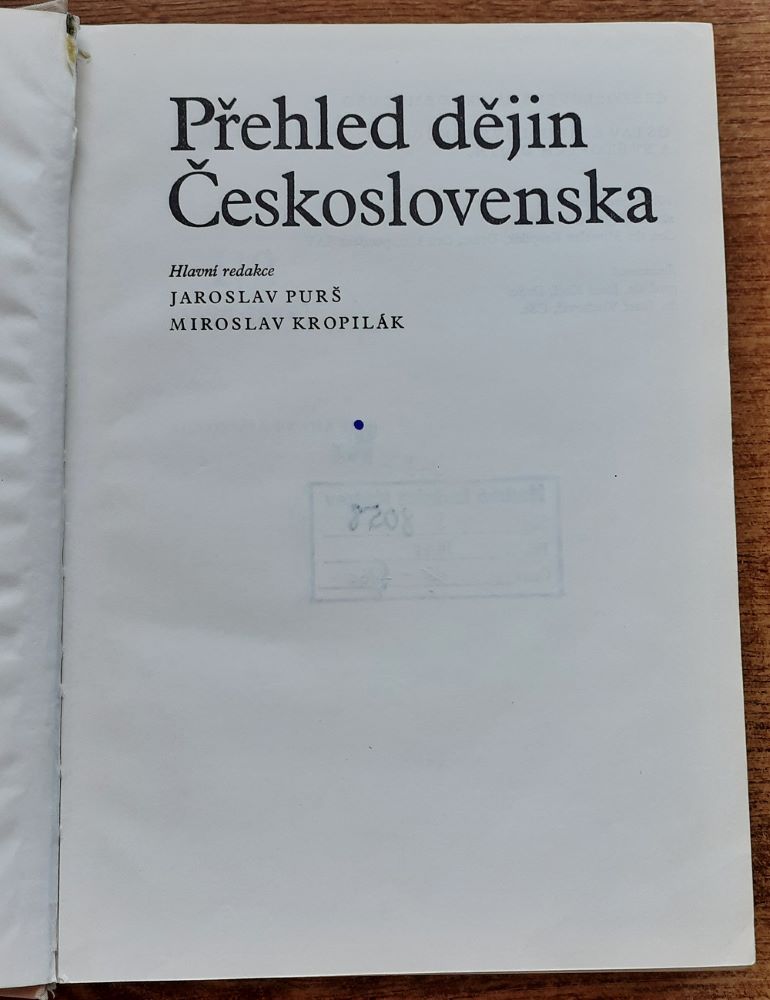 Přehled dějin
Československa
Hlavní redakce
JAROSLAV PURŠ
MIROSLAV KROPILÁK